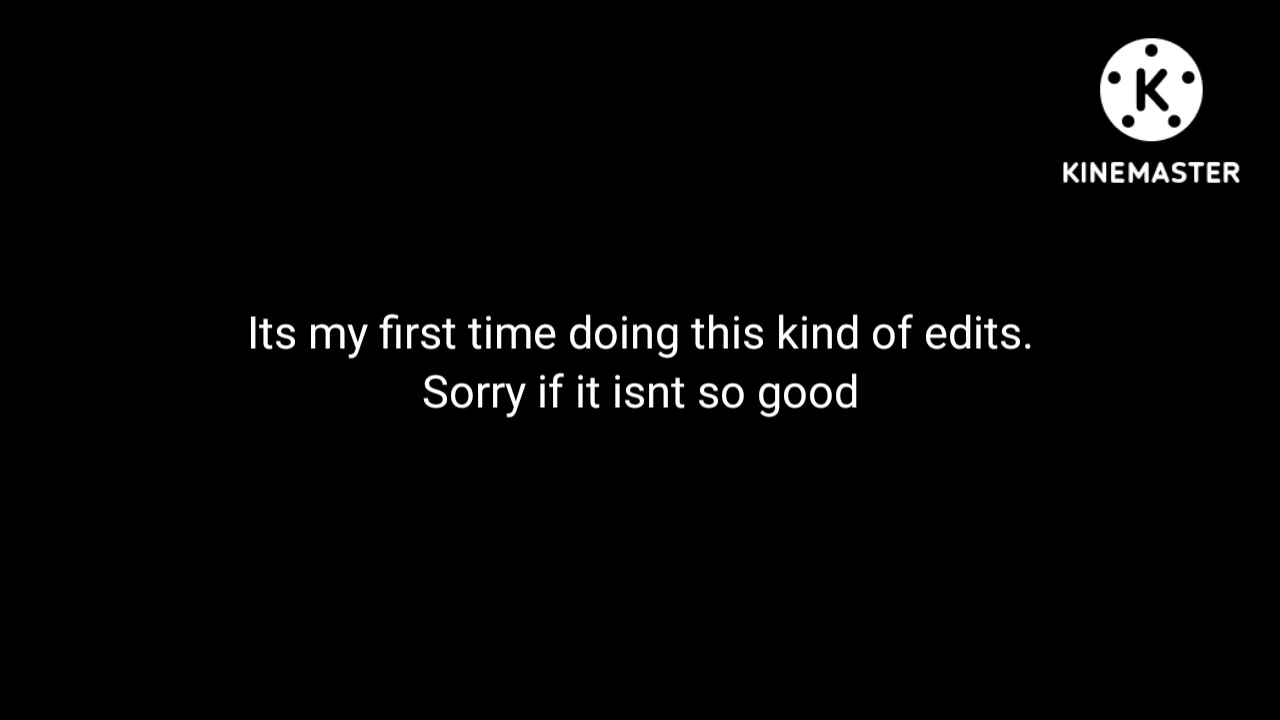 K
KINEMASTER
Its my first time doing this kind of edits.
Sorry if it isnt so good